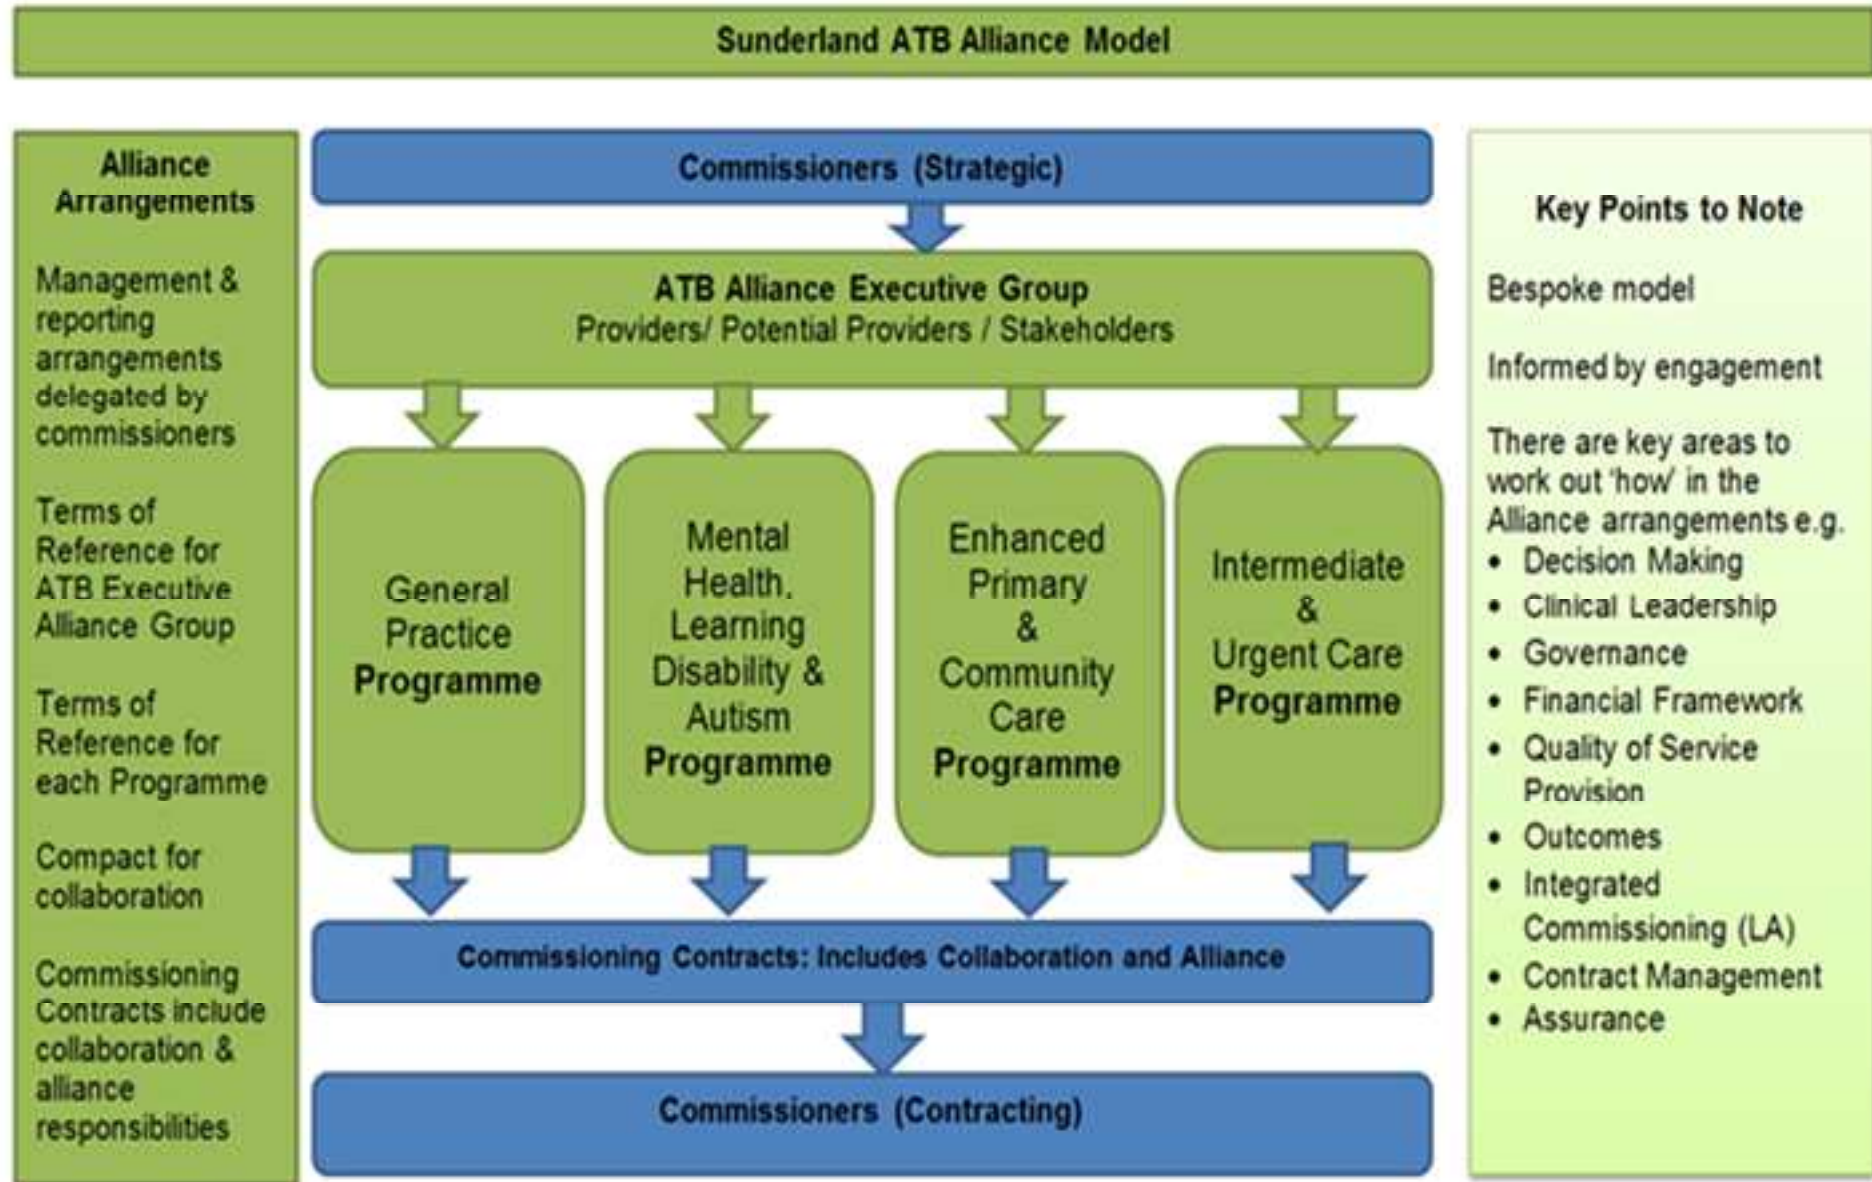 Sunderland ATB Alliance Model
Alliance
Arrangements
Management &
reporting
arrangements
delegated by
commissioners
Terms of
Reference for
ATB Executive
Alliance Group
Terms of
Reference for
each Programme
Compact for
collaboration
Commissioning
Contracts include
collaboration &
alliance
responsibilities
Commissioners (Strategic)
ATB Alliance Executive Group
Providers/ Potential Providers / Stakeholders
General
Practice
Programme
Mental
Health,
Learning
Disability &
Autism
Programme
Enhanced
Primary
&
Community
Care
Programme
Intermediate
&
Urgent Care
Programme
Commissioning Contracts: Includes Collaboration and Alliance
Commissioners (Contracting)
Key Points to Note
Bespoke model
Informed by engagement
There are key areas to
work out 'how' in the
Alliance arrangements e.g.
• Decision Making
• Clinical Leadership
• Governance
• Financial Framework
• Quality of Service
Provision
• Outcomes
• Integrated
Commissioning (LA)
• Contract Management
• Assurance